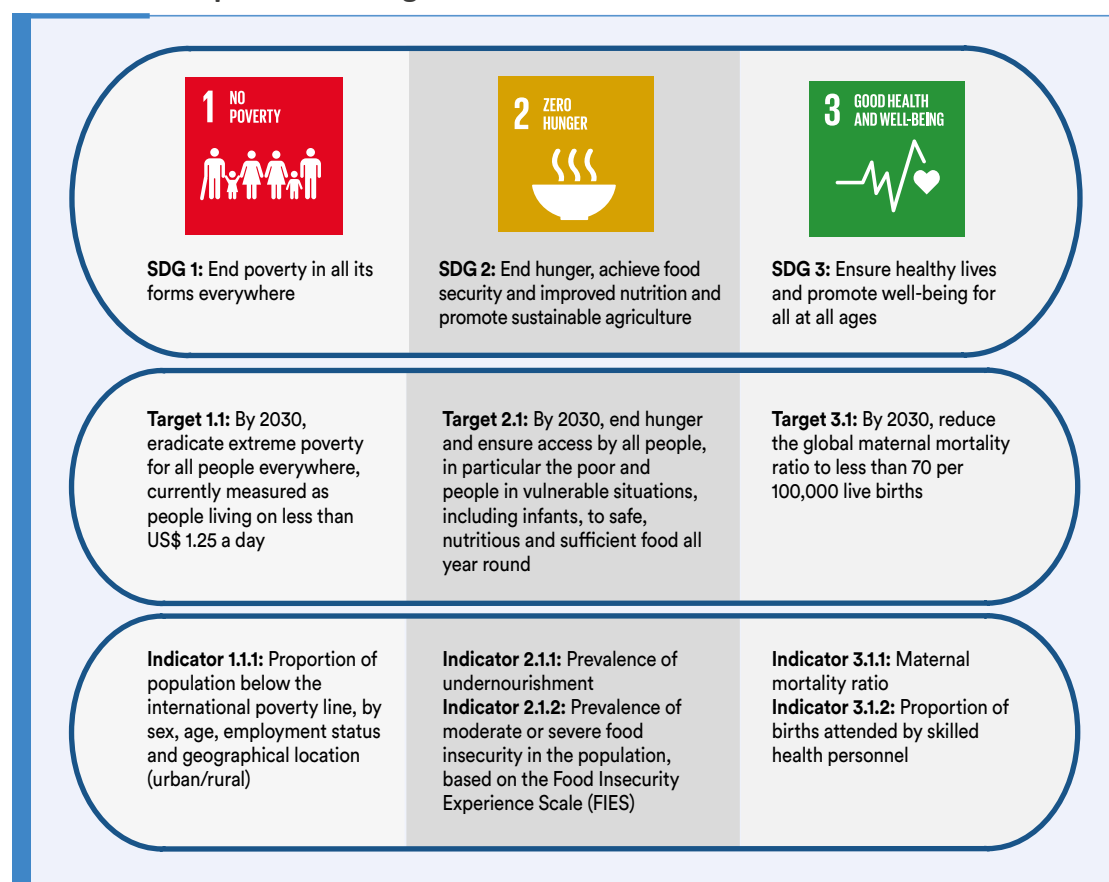 1 NO
POVERTY
2 ZERO
HUNGER
3 GOOD HEALTH
AND WELL-BEING
SDG 1: End poverty in all its
forms everywhere
SDG 2: End hunger, achieve food
security and improved nutrition and
promote sustainable agriculture
SDG 3: Ensure healthy lives
and promote well-being for
all at all ages
Target 1.1: By 2030,
eradicate extreme poverty
for all people everywhere,
currently measured as
people living on less than
US$ 1.25 a day
Target 2.1: By 2030, end hunger
and ensure access by all people,
in particular the poor and
people in vulnerable situations,
including infants, to safe,
nutritious and sufficient food all
year round
Target 3.1: By 2030, reduce
the global maternal mortality
ratio to less than 70 per
100,000 live births
Indicator 1.1.1: Proportion of
population below the
international poverty line, by
sex, age, employment status
and geographical location
(urban/rural)
Indicator 2.1.1: Prevalence of
undernourishment
Indicator 2.1.2: Prevalence of
moderate or severe food
insecurity in the population,
based on the Food Insecurity
Experience Scale (FIES)
Indicator 3.1.1: Maternal
mortality ratio
Indicator 3.1.2: Proportion of
births attended by skilled
health personnel